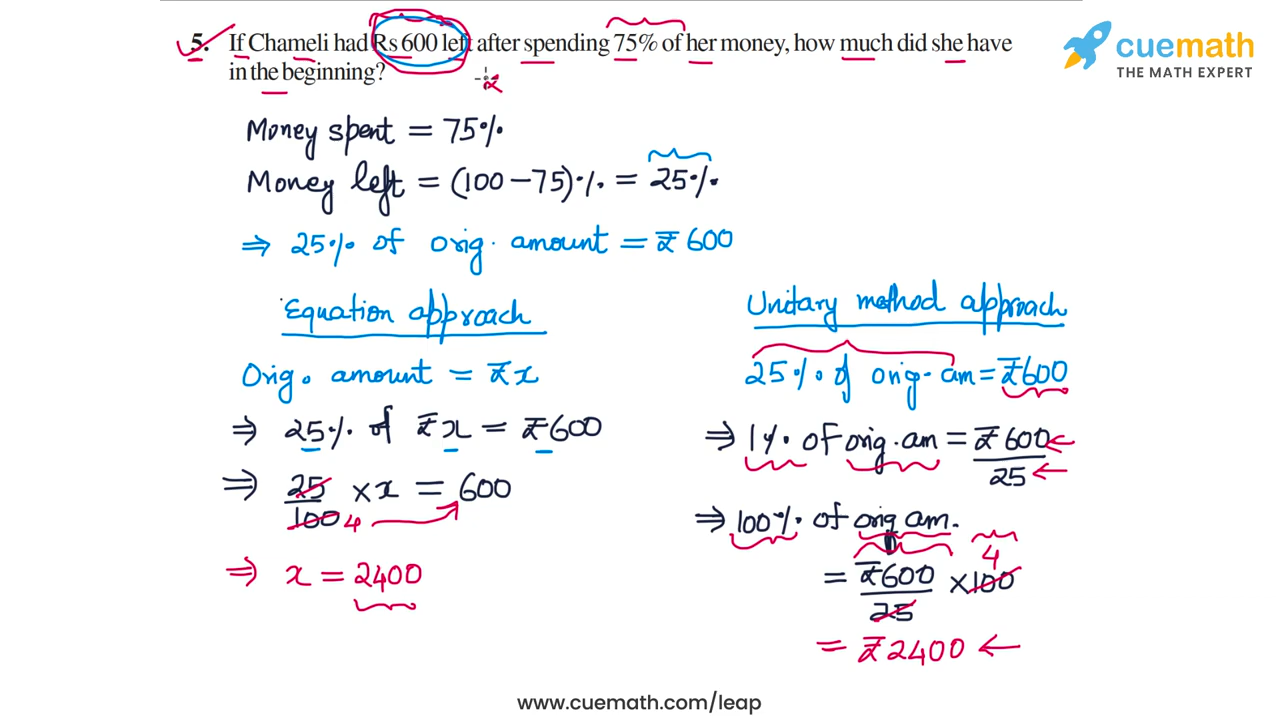 5. If Chameli had Rs 600 left after spending 75% of her money, how much did she have
in the beginning?
cuemath
THE MATH EXPERT
Money spent = 75%
Money left = (100 – 75)% = 25%
⇒ 25% of orig. amount = ₹600
Equation approach
Orig. amount = ₹x
⇒ 25% of ₹x = ₹600
⇒ 25/100 × x = 600
4
⇒ x = 2400
Unitary method approach
25% of orig. am = ₹600
⇒ 1% of orig. am = ₹600/25
⇒ 100% of orig am.
4
= ₹600/25 × 100
= ₹2400 ←
www.cuemath.com/leap